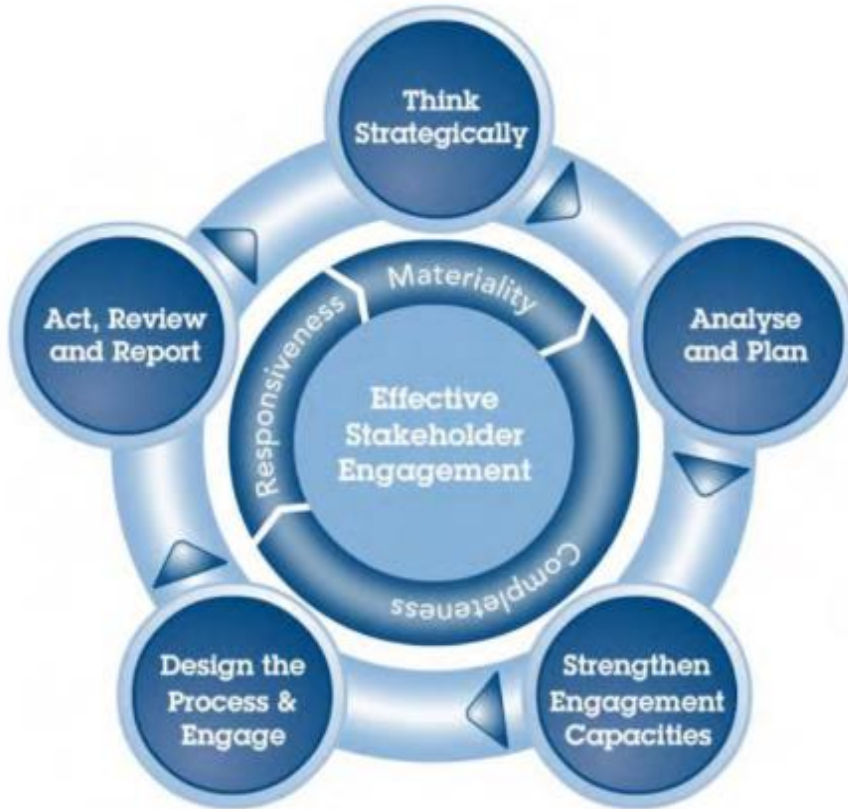 Think
Strategically
Act, Review
and Report
Analyse
and Plan
Materiality
Responsiveness
Completeness
Effective
Stakeholder
Engagement
Design the
Process &
Engage
Strengthen
Engagement
Capacities